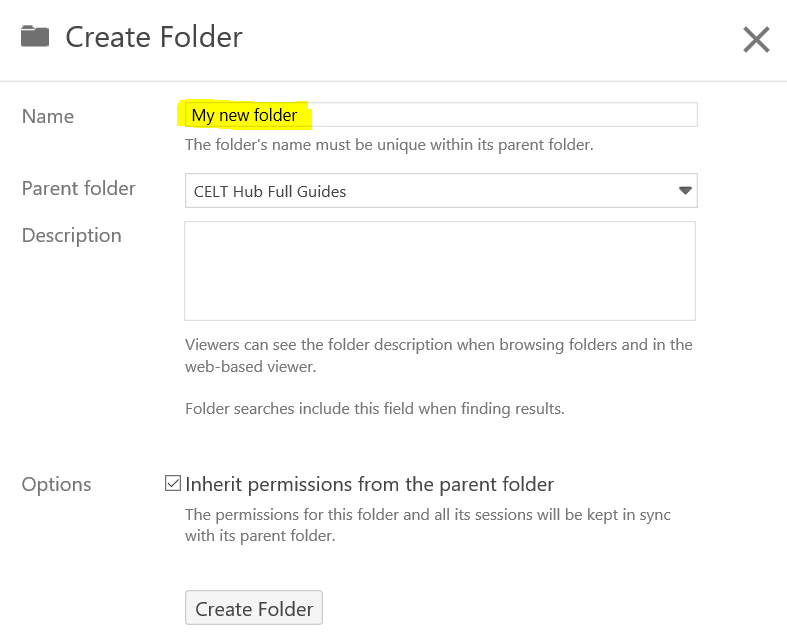 Create Folder
Name
My new folder
The folder's name must be unique within its parent folder.
Parent folder
CELT Hub Full Guides
Description
Viewers can see the folder description when browsing folders and in the
web-based viewer.
Folder searches include this field when finding results.
Options
Inherit permissions from the parent folder
The permissions for this folder and all its sessions will be kept in sync
with its parent folder.
Create Folder